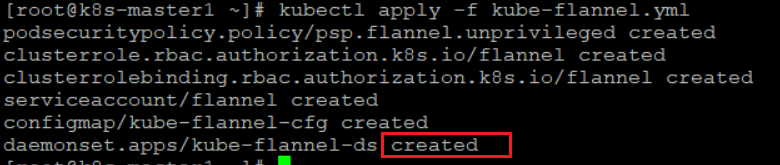 [root@k8s-master1 ~]# kubectl apply -f kube-flannel.yml
podsecuritypolicy.policy/psp.flannel.unprivileged created
clusterrole.rbac.authorization.k8s.io/flannel created
clusterrolebinding.rbac.authorization.k8s.io/flannel created
serviceaccount/flannel created
configmap/kube-flannel-cfg created
daemonset.apps/kube-flannel-ds created
[root@k8s-master1 ~]#